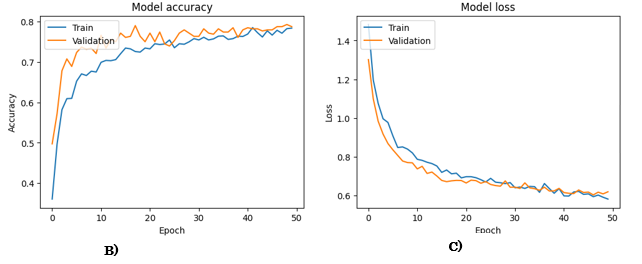 Model accuracy
Train
Validation
0.8
0.7
0.6
0.5
0.4
Accuracy
0
10
20
30
40
50
Epoch
B)
Model loss
Train
Validation
1.4
1.2
1.0
0.8
0.6
Loss
0
10
20
30
40
50
Epoch
C)